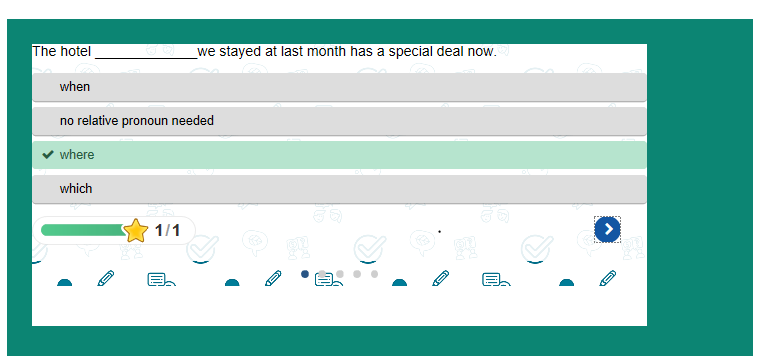 The hotel _____________we stayed at last month has a special deal now.
when
no relative pronoun needed
where
which
1/1
.